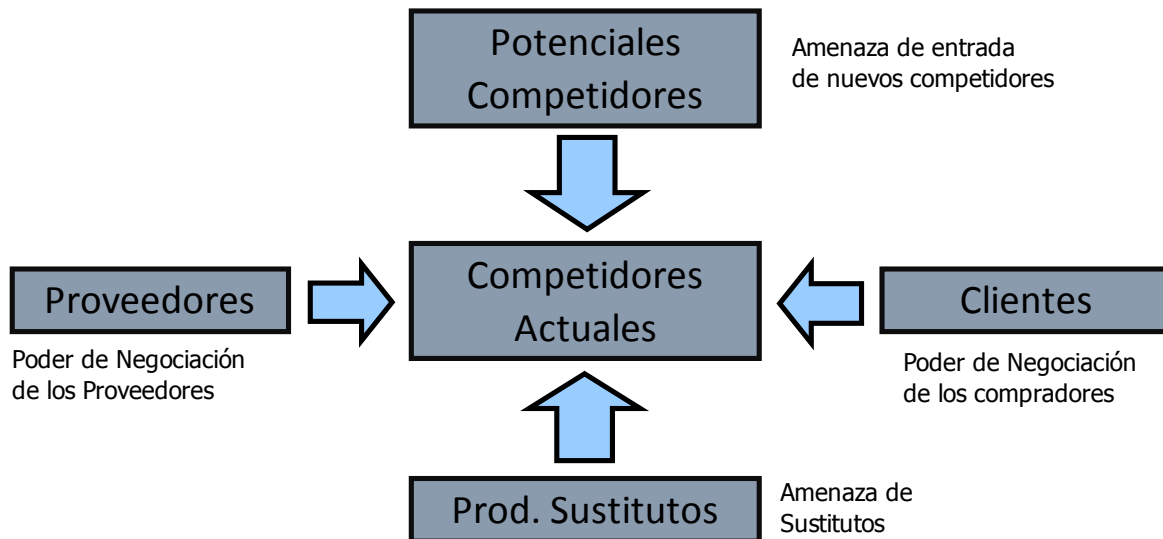 Potenciales
Competidores
Amenaza de entrada
de nuevos competidores
Proveedores
Poder de Negociación
de los Proveedores
Competidores
Actuales
Clientes
Poder de Negociación
de los compradores
Prod. Sustitutos
Amenaza de
Sustitutos